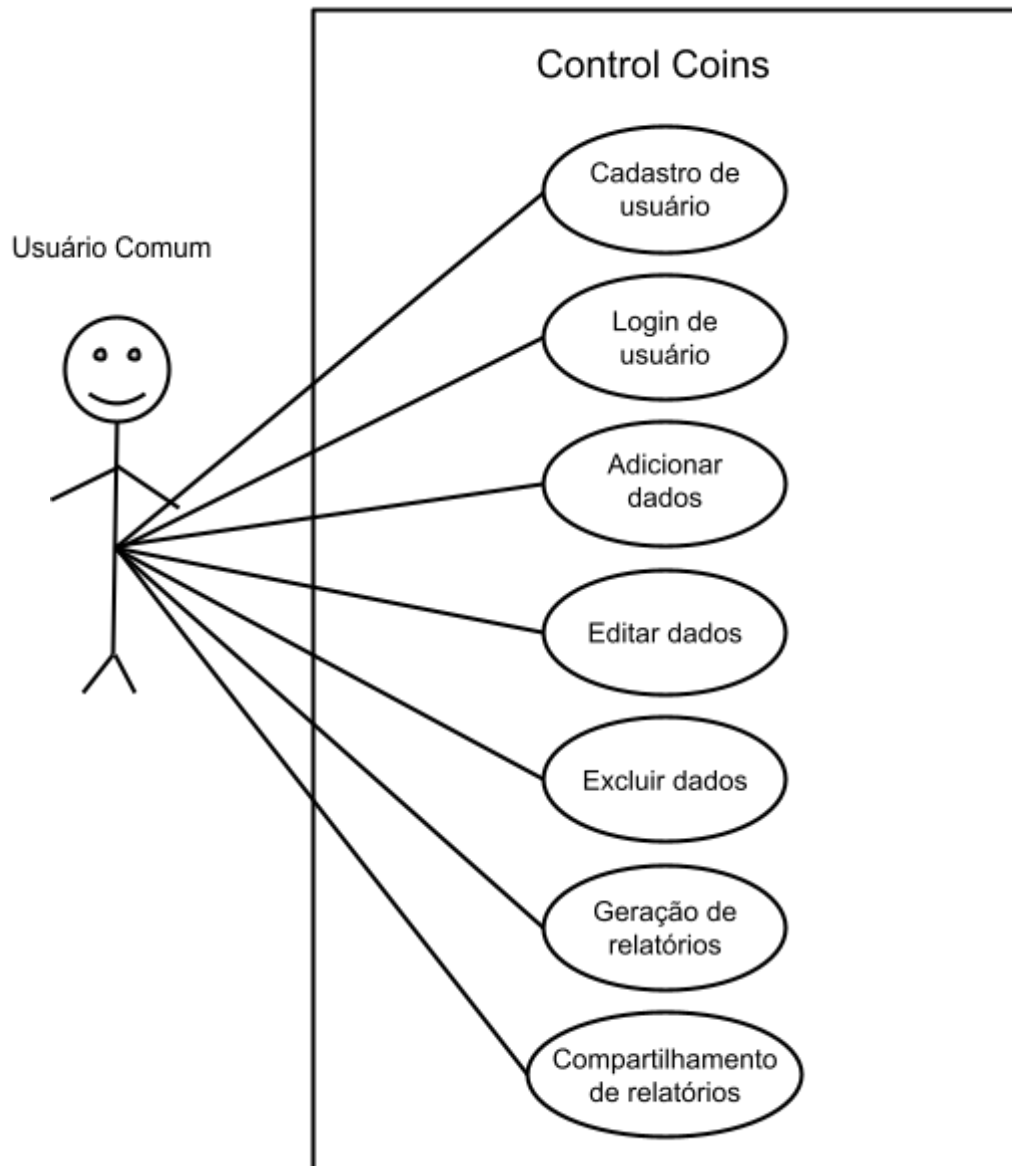 Control Coins
Cadastro de
usuário
Usuário Comum
Login de
usuário
Adicionar
dados
Editar dados
Excluir dados
Geração de
relatórios
Compartilhamento
de relatórios